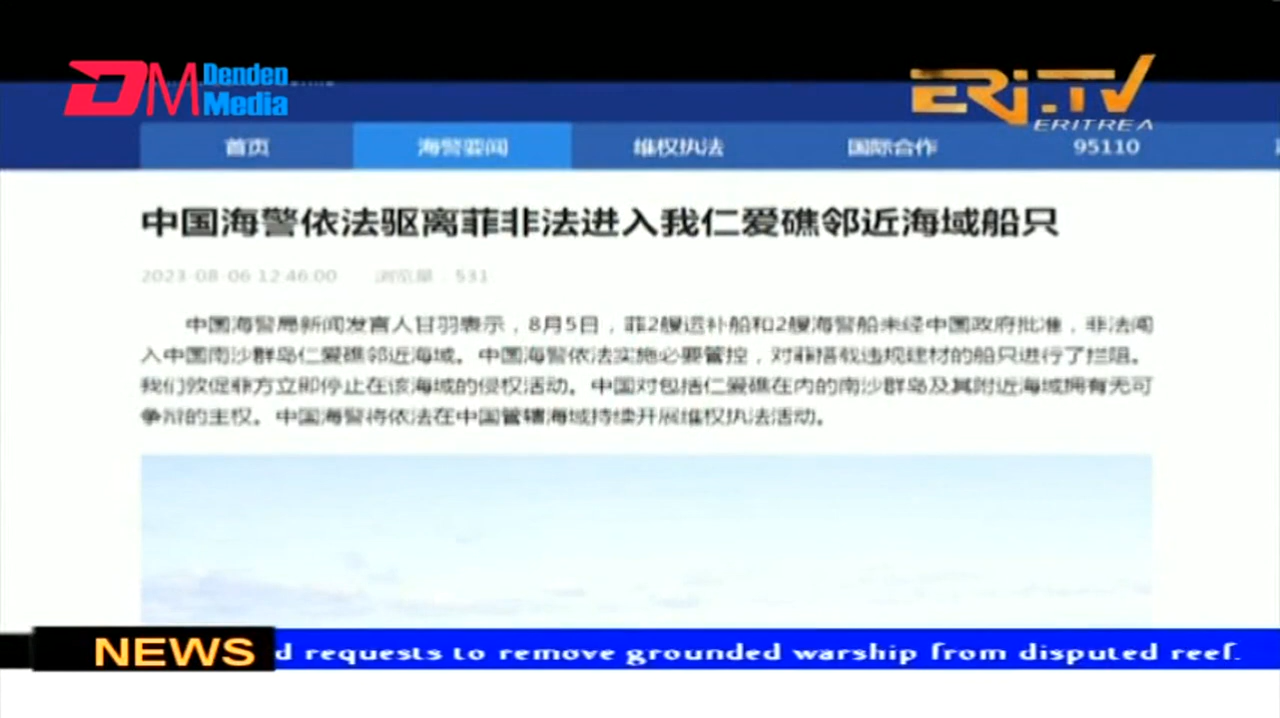 DM Denden Media
ERi.TV
ERITREA
首页 海警要闻 维权执法 国际合作 95110
中国海警依法驱离菲非法进入我仁爱礁邻近海域船只
2023-08-06 12:46:00 浏览量：531
中国海警局新闻发言人甘羽表示，8月5日，菲2艘运补船和2艘海警船未经中国政府批准，非法闯
入中国南沙群岛仁爱礁邻近海域。中国海警依法实施必要管控，对菲搭载违规建材的船只进行了拦阻。
我们敦促菲方立即停止在该海域的侵权活动。中国对包括仁爱礁在内的南沙群岛及其附近海域拥有无可
争辩的主权。中国海警将依法在中国管辖海域持续开展维权执法活动。
NEWS d requests to remove grounded warship from disputed reef.